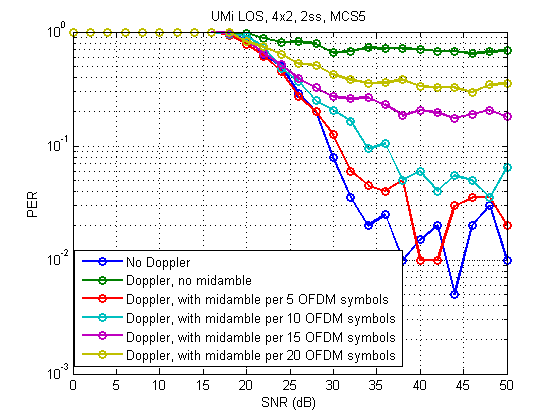 UMi LOS, 4x2, 2ss, MCS5
10^0
10^-1
10^-2
10^-3
PER
No Doppler
Doppler, no midamble
Doppler, with midamble per 5 OFDM symbols
Doppler, with midamble per 10 OFDM symbols
Doppler, with midamble per 15 OFDM symbols
Doppler, with midamble per 20 OFDM symbols
0 5 10 15 20 25 30 35 40 45 50
SNR (dB)